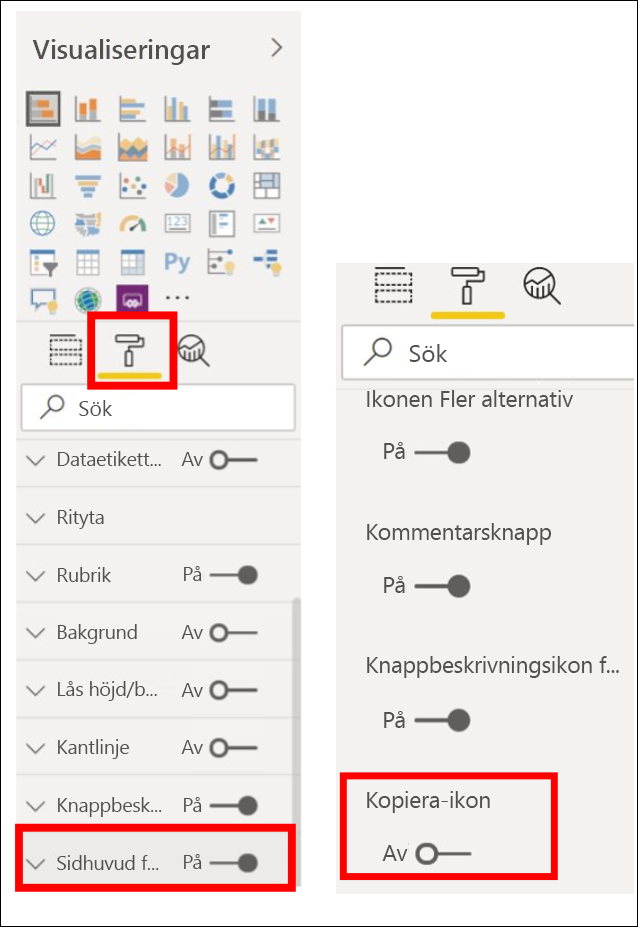 Visualiseringar
123
Py
Sök
Dataetikett... Av
Rityta
Rubrik På
Bakgrund Av
Lås höjd/b... Av
Kantlinje Av
Knappbesk... På
Sidhuvud f... På
Sök
Ikonen Fler alternativ
På
Kommentarsknapp
På
Knappbeskrivningsikon f...
På
Kopiera-ikon
Av